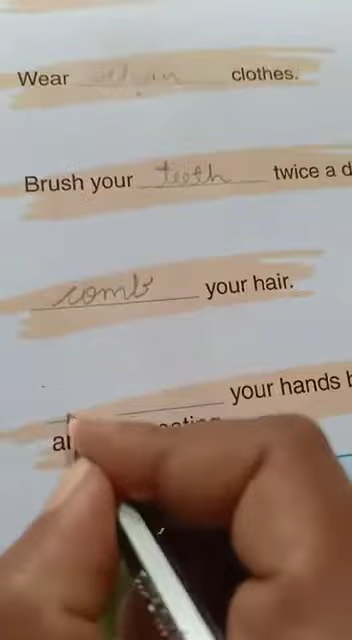 Wear clothes.
Brush your teeth twice a d
comb your hair.
your hands b